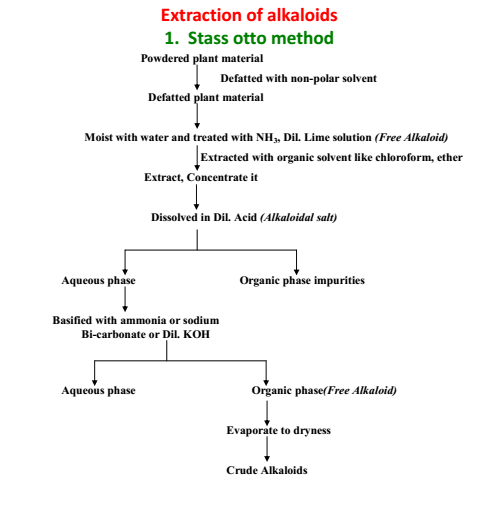 Extraction of alkaloids
1. Stass otto method
Powdered plant material
Defatted with non-polar solvent
Defatted plant material
Moist with water and treated with NH₃, Dil. Lime solution (Free Alkaloid)
Extracted with organic solvent like chloroform, ether
Extract, Concentrate it
Dissolved in Dil. Acid (Alkaloidal salt)
Aqueous phase
Organic phase impurities
Basified with ammonia or sodium
Bi-carbonate or Dil. KOH
Aqueous phase
Organic phase(Free Alkaloid)
Evaporate to dryness
Crude Alkaloids